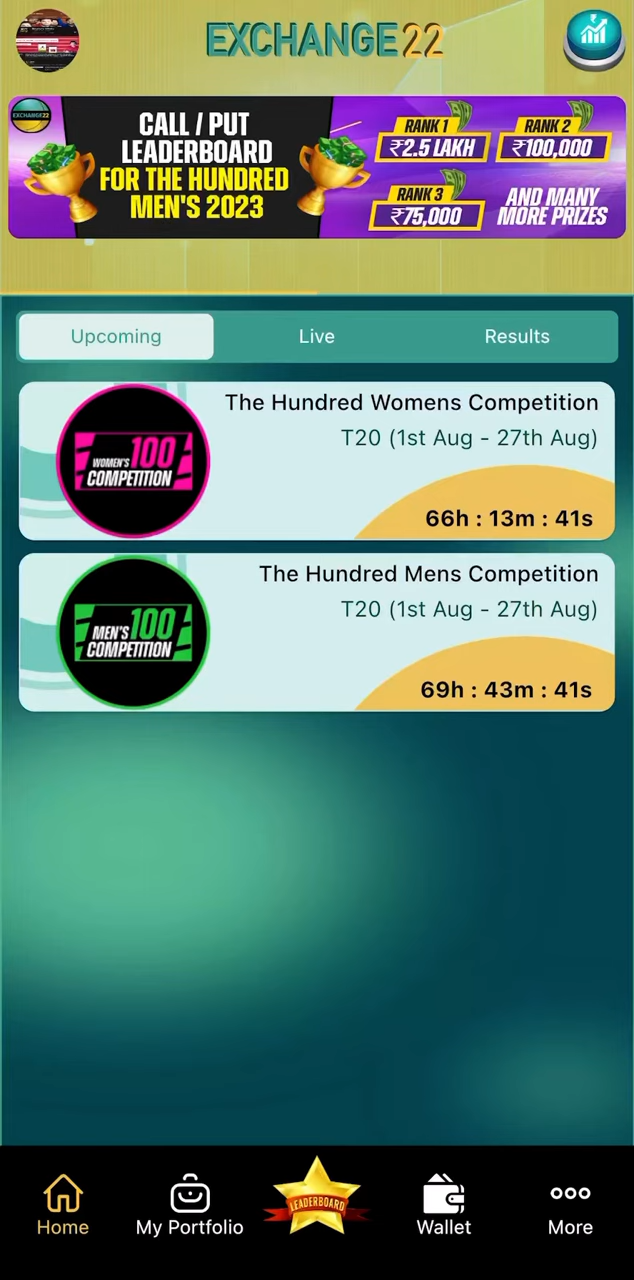 EXCHANGE22
EXCHANGE22
CALL / PUT
LEADERBOARD
FOR THE HUNDRED
MEN'S 2023
RANK 1
₹2.5 LAKH
RANK 2
₹100,000
RANK 3
₹75,000
AND MANY
MORE PRIZES
Upcoming
Live
Results
WOMEN'S 100
COMPETITION
The Hundred Womens Competition
T20 (1st Aug - 27th Aug)
66h : 13m : 41s
MEN'S 100
COMPETITION
The Hundred Mens Competition
T20 (1st Aug - 27th Aug)
69h : 43m : 41s
LEADERBOARD
Home
My Portfolio
Wallet
More